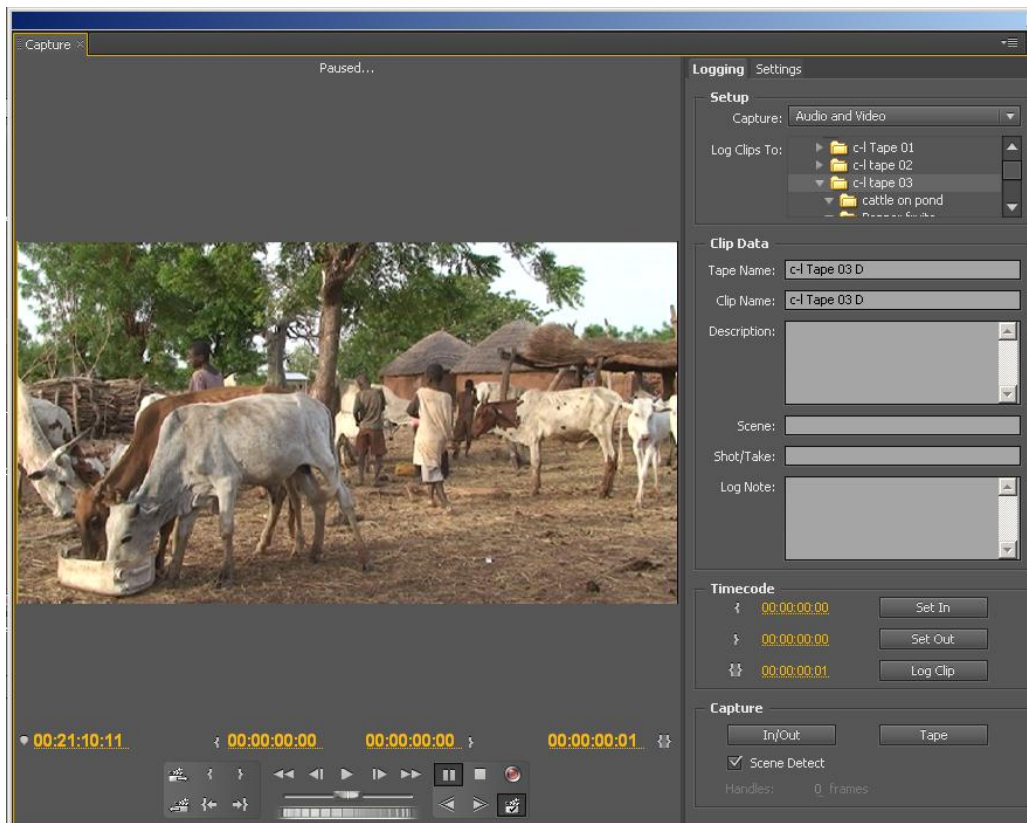 Capture
Paused...
Logging Settings
Setup
Capture: Audio and Video
Log Clips To:
c-l Tape 01
c-l tape 02
c-l tape 03
cattle on pond
Clip Data
Tape Name: c-l Tape 03 D
Clip Name: c-l Tape 03 D
Description:
Scene:
Shot/Take:
Log Note:
Timecode
{ 00:00:00:00 Set In
} 00:00:00:00 Set Out
{} 00:00:00:01 Log Clip
Capture
In/Out Tape
Scene Detect
Handles: 0 frames
00:21:10:11 { 00:00:00:00 00:00:00:00 } 00:00:00:01 {}